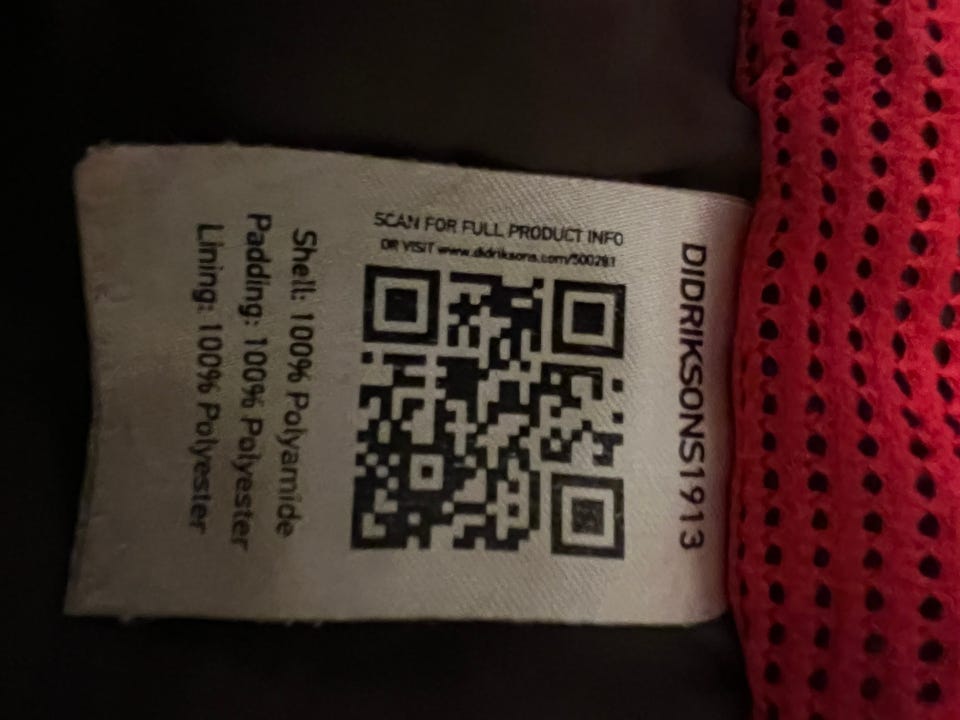 DIDRIKSONS1913
SCAN FOR FULL PRODUCT INFO
OR VISIT www.didriksons.com/500281
Shell: 100% Polyamide
Padding: 100% Polyester
Lining: 100% Polyester